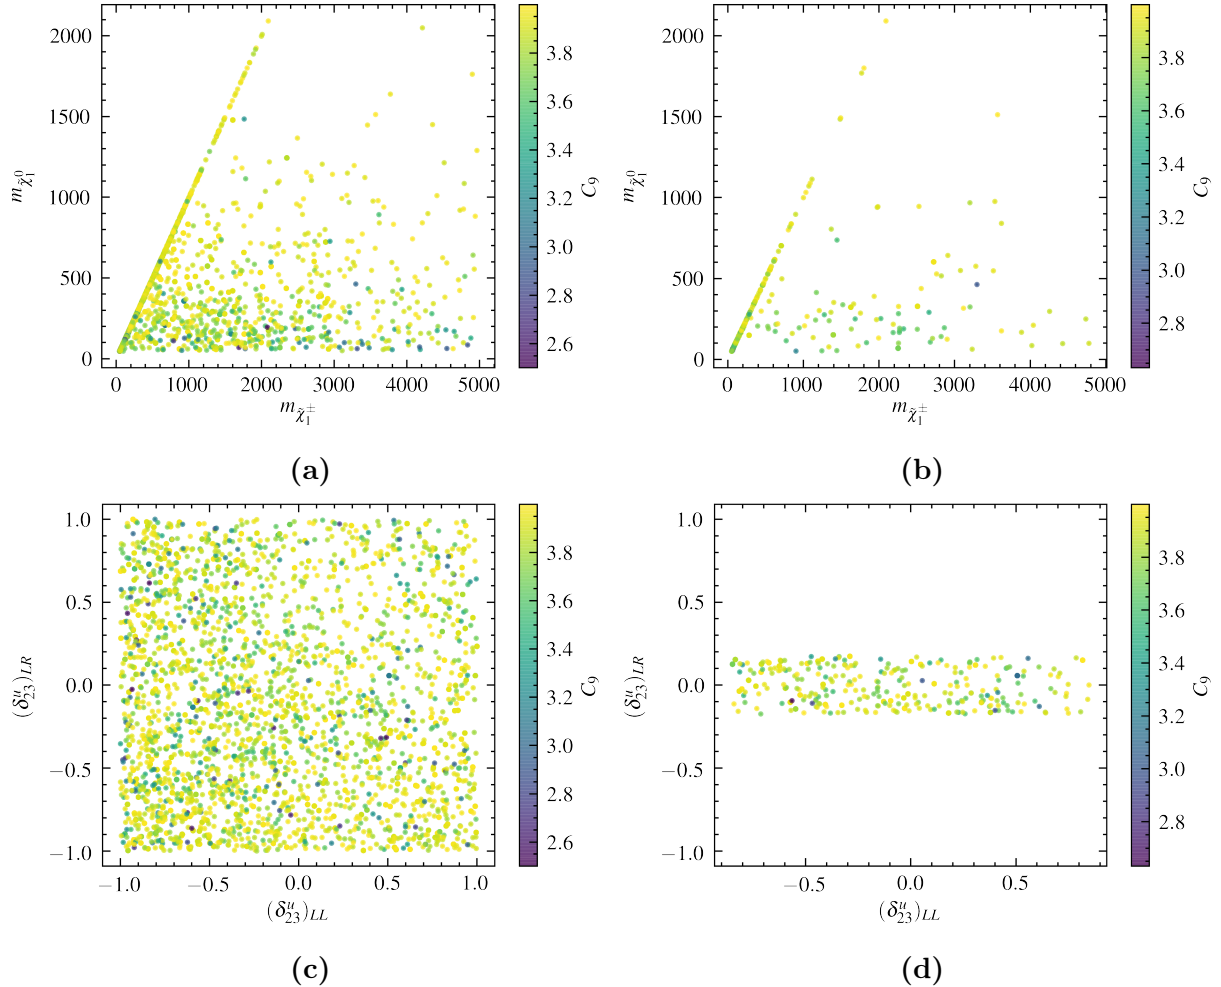 2000
1500
1000
500
0
m_{\tilde{\chi}_1^0}
0 1000 2000 3000 4000 5000
m_{\tilde{\chi}_1^{\pm}}
3.8
3.6
3.4
3.2
3.0
2.8
2.6
C_9
(a)
2000
1500
1000
500
0
m_{\tilde{\chi}_1^0}
0 1000 2000 3000 4000 5000
m_{\tilde{\chi}_1^{\pm}}
3.8
3.6
3.4
3.2
3.0
2.8
C_9
(b)
1.0
0.5
0.0
−0.5
−1.0
(δ^u_{23})_{LR}
−1.0 −0.5 0.0 0.5 1.0
(δ^u_{23})_{LL}
3.8
3.6
3.4
3.2
3.0
2.8
2.6
C_9
(c)
1.0
0.5
0.0
−0.5
−1.0
(δ^u_{23})_{LR}
−0.5 0.0 0.5
(δ^u_{23})_{LL}
3.8
3.6
3.4
3.2
3.0
2.8
C_9
(d)